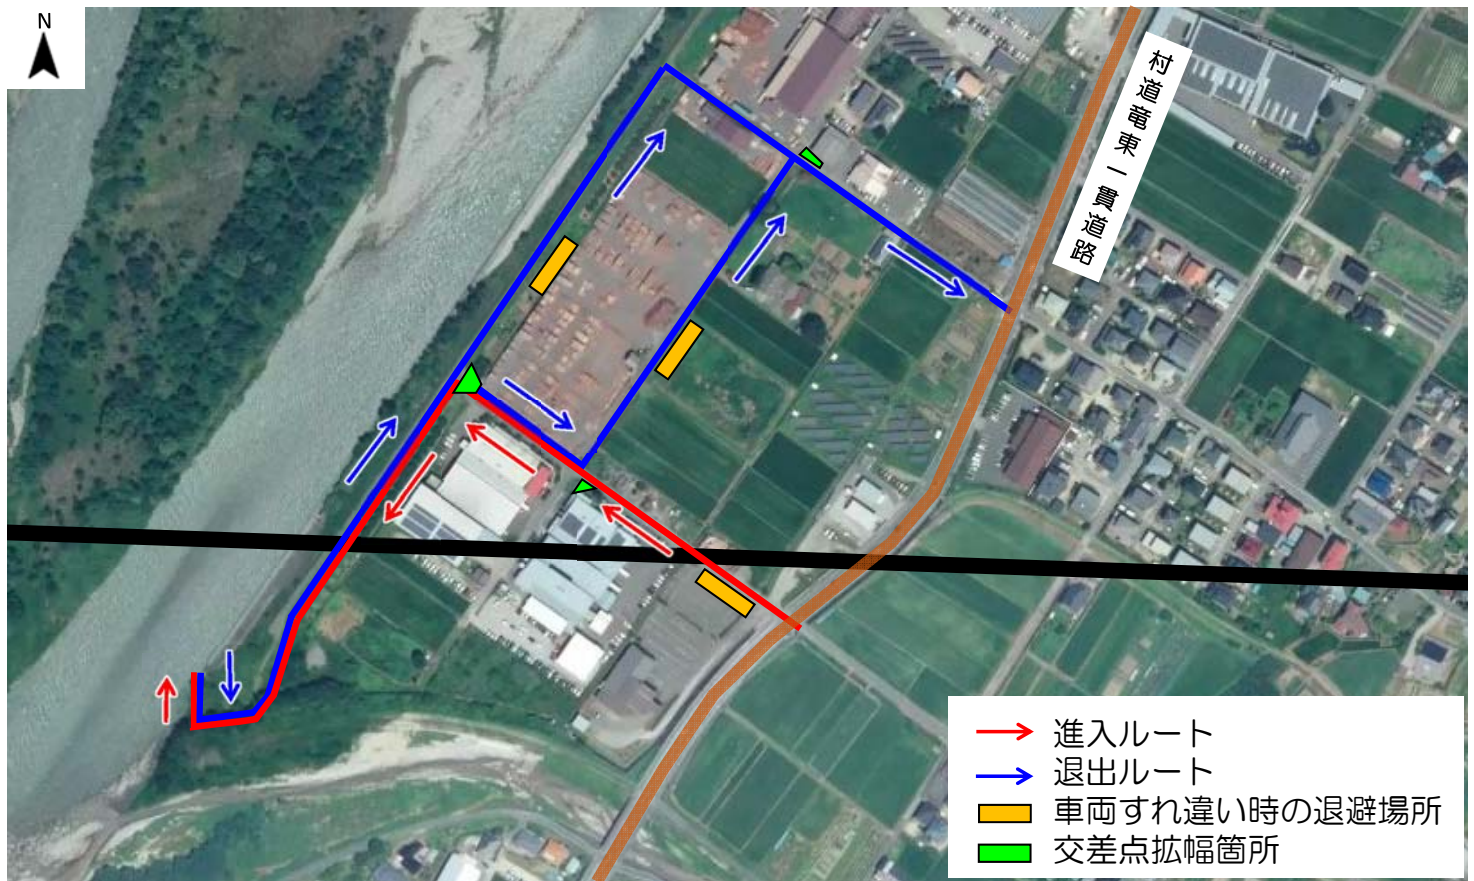 N
村道竜東一貫道路
進入ルート
退出ルート
車両すれ違い時の退避場所
交差点拡幅箇所